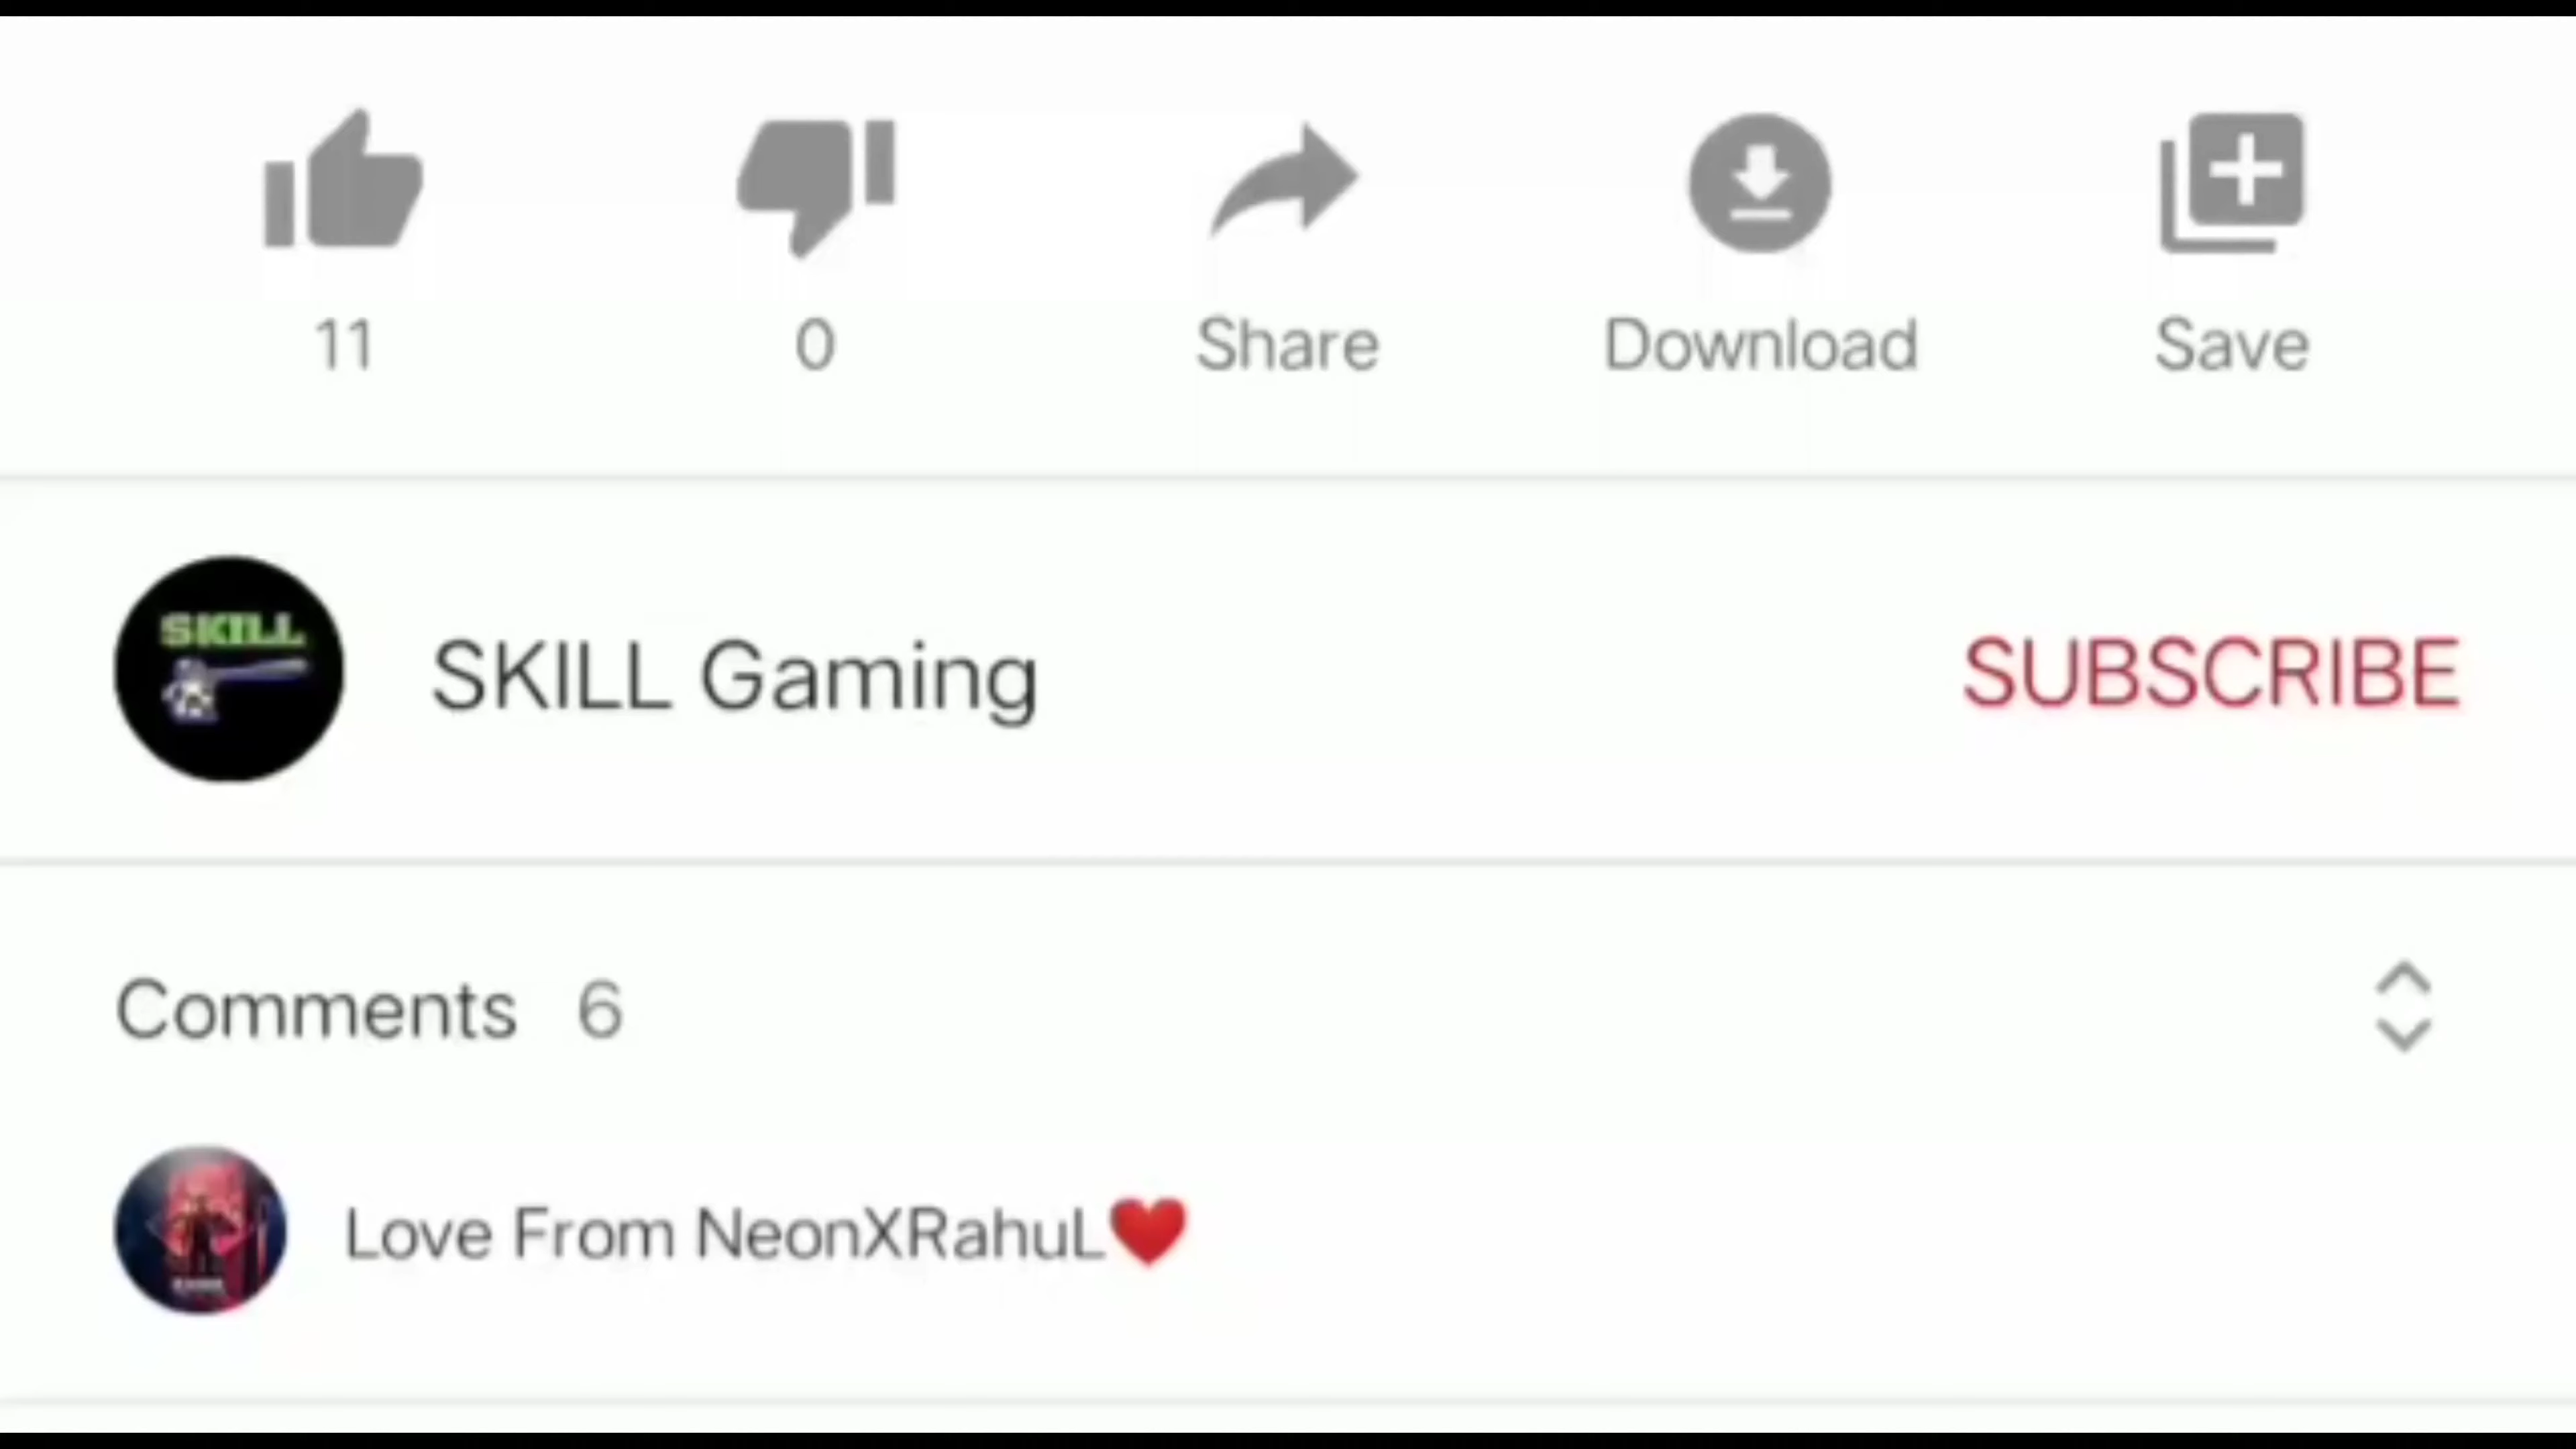 11
0
Share
Download
Save
SKILL
SKILL Gaming
SUBSCRIBE
Comments 6
Love From NeonXRahuL❤️